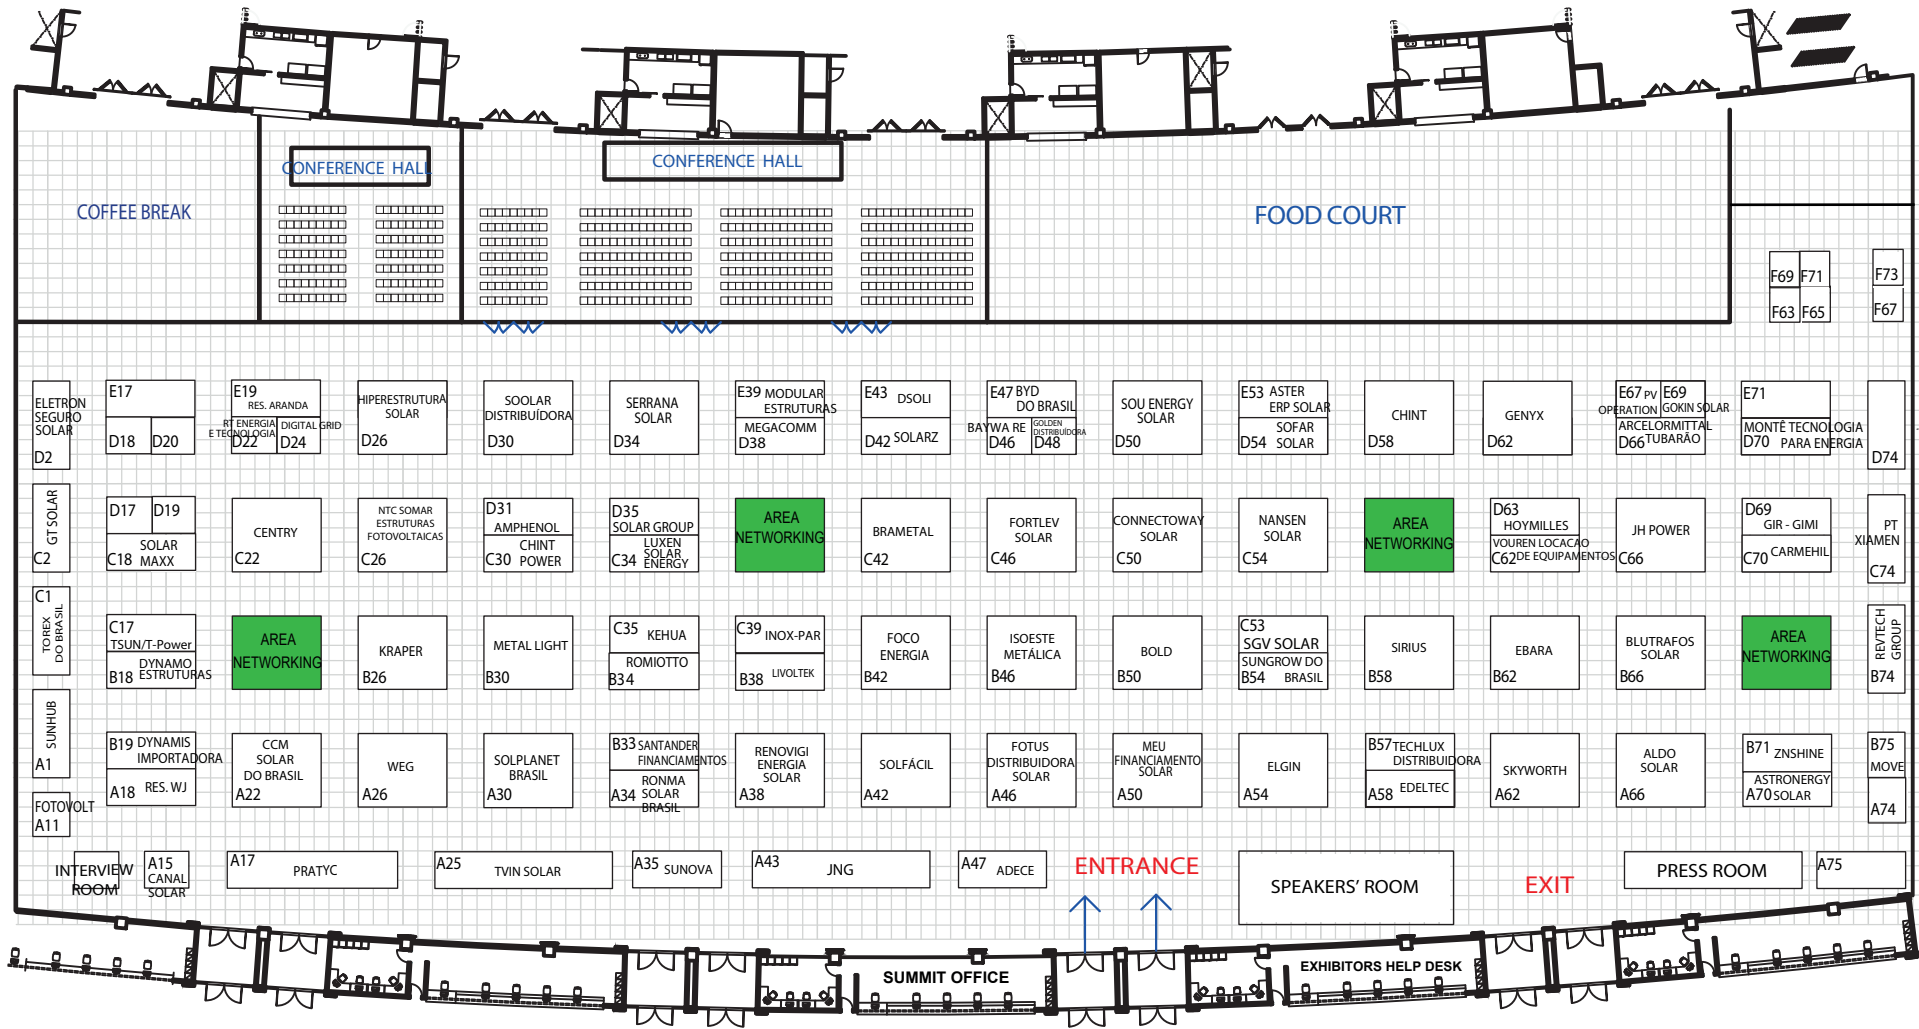 CONFERENCE HALL
CONFERENCE HALL
COFFEE BREAK
FOOD COURT
F69
F71
F73
F63
F65
F67
ELETRON
SEGURO
SOLAR
D2
E17
D18
D20
E19
RES. ARANDA
RT ENERGIA
E TECNOLOGIA
D22
DIGITAL GRID
D24
HIPERESTRUTURA
SOLAR
D26
SOOLAR
DISTRIBUÍDORA
D30
SERRANA
SOLAR
D34
E39 MODULAR
ESTRUTURAS
MEGACOMM
D38
E43 DSOLI
D42 SOLARZ
E47 BYD
DO BRASIL
BAYWA RE
D46
GOLDEN
DISTRIBUÍDORA
D48
SOU ENERGY
SOLAR
D50
E53 ASTER
ERP SOLAR
SOFAR
D54 SOLAR
CHINT
D58
GENYX
D62
E67 PV
OPERATION
E69
GOKIN SOLAR
ARCELORMITTAL
D66 TUBARÃO
E71
MONTÊ TECNOLOGIA
D70 PARA ENERGIA
D74
GT SOLAR
C2
D17
D19
SOLAR
C18 MAXX
CENTRY
C22
NTC SOMAR
ESTRUTURAS
FOTOVOLTAICAS
C26
D31
AMPHENOL
CHINT
C30 POWER
D35
SOLAR GROUP
LUXEN
SOLAR
C34 ENERGY
AREA
NETWORKING
BRAMETAL
C42
FORTLEV
SOLAR
C46
CONNECTOWAY
SOLAR
C50
NANSEN
SOLAR
C54
AREA
NETWORKING
D63
HOYMILLES
VOUREN LOCACAO
C62 DE EQUIPAMENTOS
JH POWER
C66
D69
GIR - GIMI
C70 CARMEHIL
PT
XIAMEN
C74
C1
TOREX
DO BRASIL
C17
TSUN/T-Power
DYNAMO
B18 ESTRUTURAS
AREA
NETWORKING
KRAPER
B26
METAL LIGHT
B30
C35 KEHUA
ROMIOTTO
B34
C39 INOX-PAR
B38 LIVOLTEK
FOCO
ENERGIA
B42
ISOESTE
METÁLICA
B46
BOLD
B50
C53
SGV SOLAR
SUNGROW DO
B54 BRASIL
SIRIUS
B58
EBARA
B62
BLUTRAFOS
SOLAR
B66
AREA
NETWORKING
REVTECH
GROUP
B74
SUNHUB
A1
B19 DYNAMIS
IMPORTADORA
A18 RES. WJ
CCM
SOLAR
DO BRASIL
A22
WEG
A26
SOLPLANET
BRASIL
A30
B33 SANTANDER
FINANCIAMENTOS
RONMA
A34 SOLAR
BRASIL
RENOVIGI
ENERGIA
SOLAR
A38
SOLFÁCIL
A42
FOTUS
DISTRIBUIDORA
SOLAR
A46
MEU
FINANCIAMENTO
SOLAR
A50
ELGIN
A54
B57 TECHLUX
DISTRIBUIDORA
A58 EDELTEC
SKYWORTH
A62
ALDO
SOLAR
A66
B71 ZNSHINE
ASTRONERGY
A70 SOLAR
B75
MOVE
A74
FOTOVOLT
A11
INTERVIEW
ROOM
A15
CANAL
SOLAR
A17
PRATYC
A25
TVIN SOLAR
A35 SUNOVA
A43
JNG
A47 ADECE
ENTRANCE
SPEAKERS' ROOM
EXIT
PRESS ROOM
A75
SUMMIT OFFICE
EXHIBITORS HELP DESK